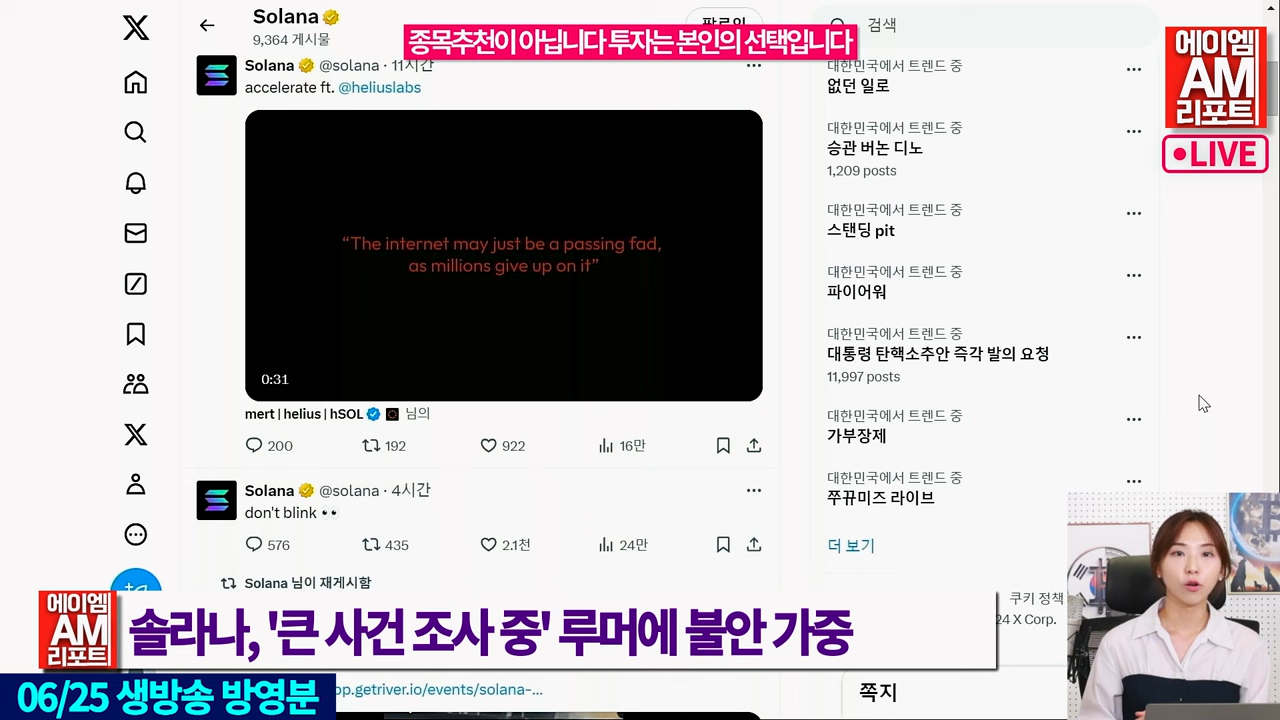 Solana
9,364 게시물
팔로잉
검색
종목추천이 아닙니다 투자는 본인의 선택입니다
에이엠
AM
리포트
LIVE
Solana @solana · 11시간
accelerate ft. @heliuslabs
“The internet may just be a passing fad,
as millions give up on it”
0:31
mert | helius | hSOL 님의
200 192 922 16만
Solana @solana · 4시간
don't blink 👀
576 435 2.1천 24만
Solana 님이 재게시함
대한민국에서 트렌드 중
없던 일로
대한민국에서 트렌드 중
승관 버논 디노
1,209 posts
대한민국에서 트렌드 중
스탠딩 pit
대한민국에서 트렌드 중
파이어워
대한민국에서 트렌드 중
대통령 탄핵소추안 즉각 발의 요청
11,997 posts
대한민국에서 트렌드 중
가부장제
대한민국에서 트렌드 중
쭈뀨미즈 라이브
더 보기
쿠키 정책
24 X Corp.
에이엠
AM
리포트
솔라나, '큰 사건 조사 중' 루머에 불안 가중
06/25 생방송 방영분
pp.getriver.io/events/solana-...
쪽지